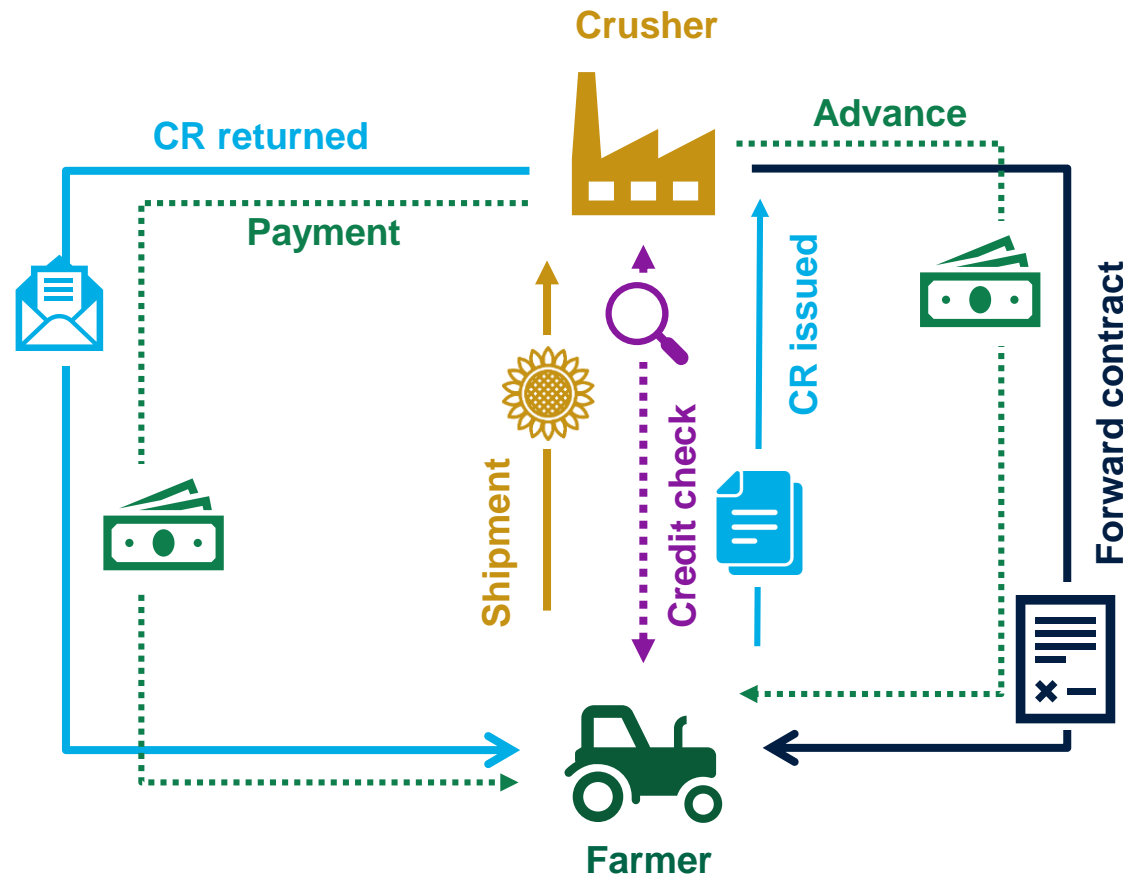 Crusher
CR returned
Advance
Payment
Shipment
Credit check
CR issued
Forward contract
Farmer